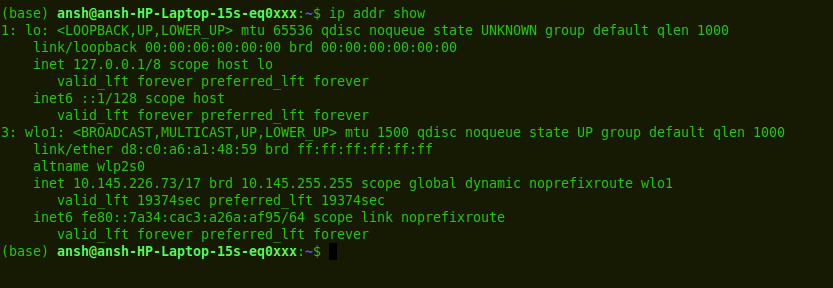 (base) ansh@ansh-HP-Laptop-15s-eq0xxx:~$ ip addr show
1: lo: <LOOPBACK,UP,LOWER_UP> mtu 65536 qdisc noqueue state UNKNOWN group default qlen 1000
    link/loopback 00:00:00:00:00:00 brd 00:00:00:00:00:00
    inet 127.0.0.1/8 scope host lo
       valid_lft forever preferred_lft forever
    inet6 ::1/128 scope host
       valid_lft forever preferred_lft forever
3: wlo1: <BROADCAST,MULTICAST,UP,LOWER_UP> mtu 1500 qdisc noqueue state UP group default qlen 1000
    link/ether d8:c0:a6:a1:48:59 brd ff:ff:ff:ff:ff:ff
    altname wlp2s0
    inet 10.145.226.73/17 brd 10.145.255.255 scope global dynamic noprefixroute wlo1
       valid_lft 19374sec preferred_lft 19374sec
    inet6 fe80::7a34:cac3:a26a:af95/64 scope link noprefixroute
       valid_lft forever preferred_lft forever
(base) ansh@ansh-HP-Laptop-15s-eq0xxx:~$